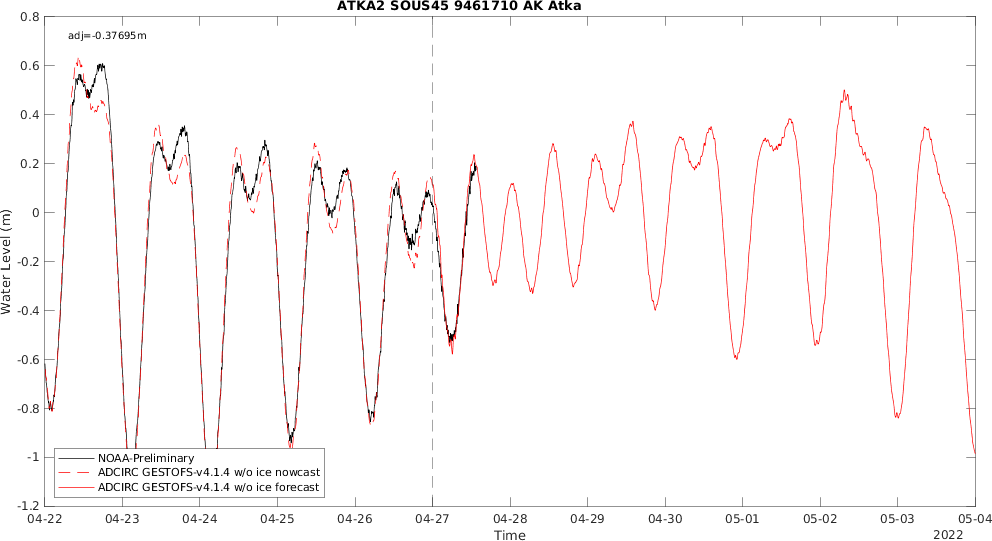 ATKA2 SOUS45 9461710 AK Atka
adj=-0.37695m
0.8
0.6
0.4
0.2
0
-0.2
-0.4
-0.6
-0.8
-1
-1.2
Water Level (m)
NOAA-Preliminary
ADCIRC GESTOFS-v4.1.4 w/o ice nowcast
ADCIRC GESTOFS-v4.1.4 w/o ice forecast
04-22 04-23 04-24 04-25 04-26 04-27 04-28 04-29 04-30 05-01 05-02 05-03 05-04
Time
2022